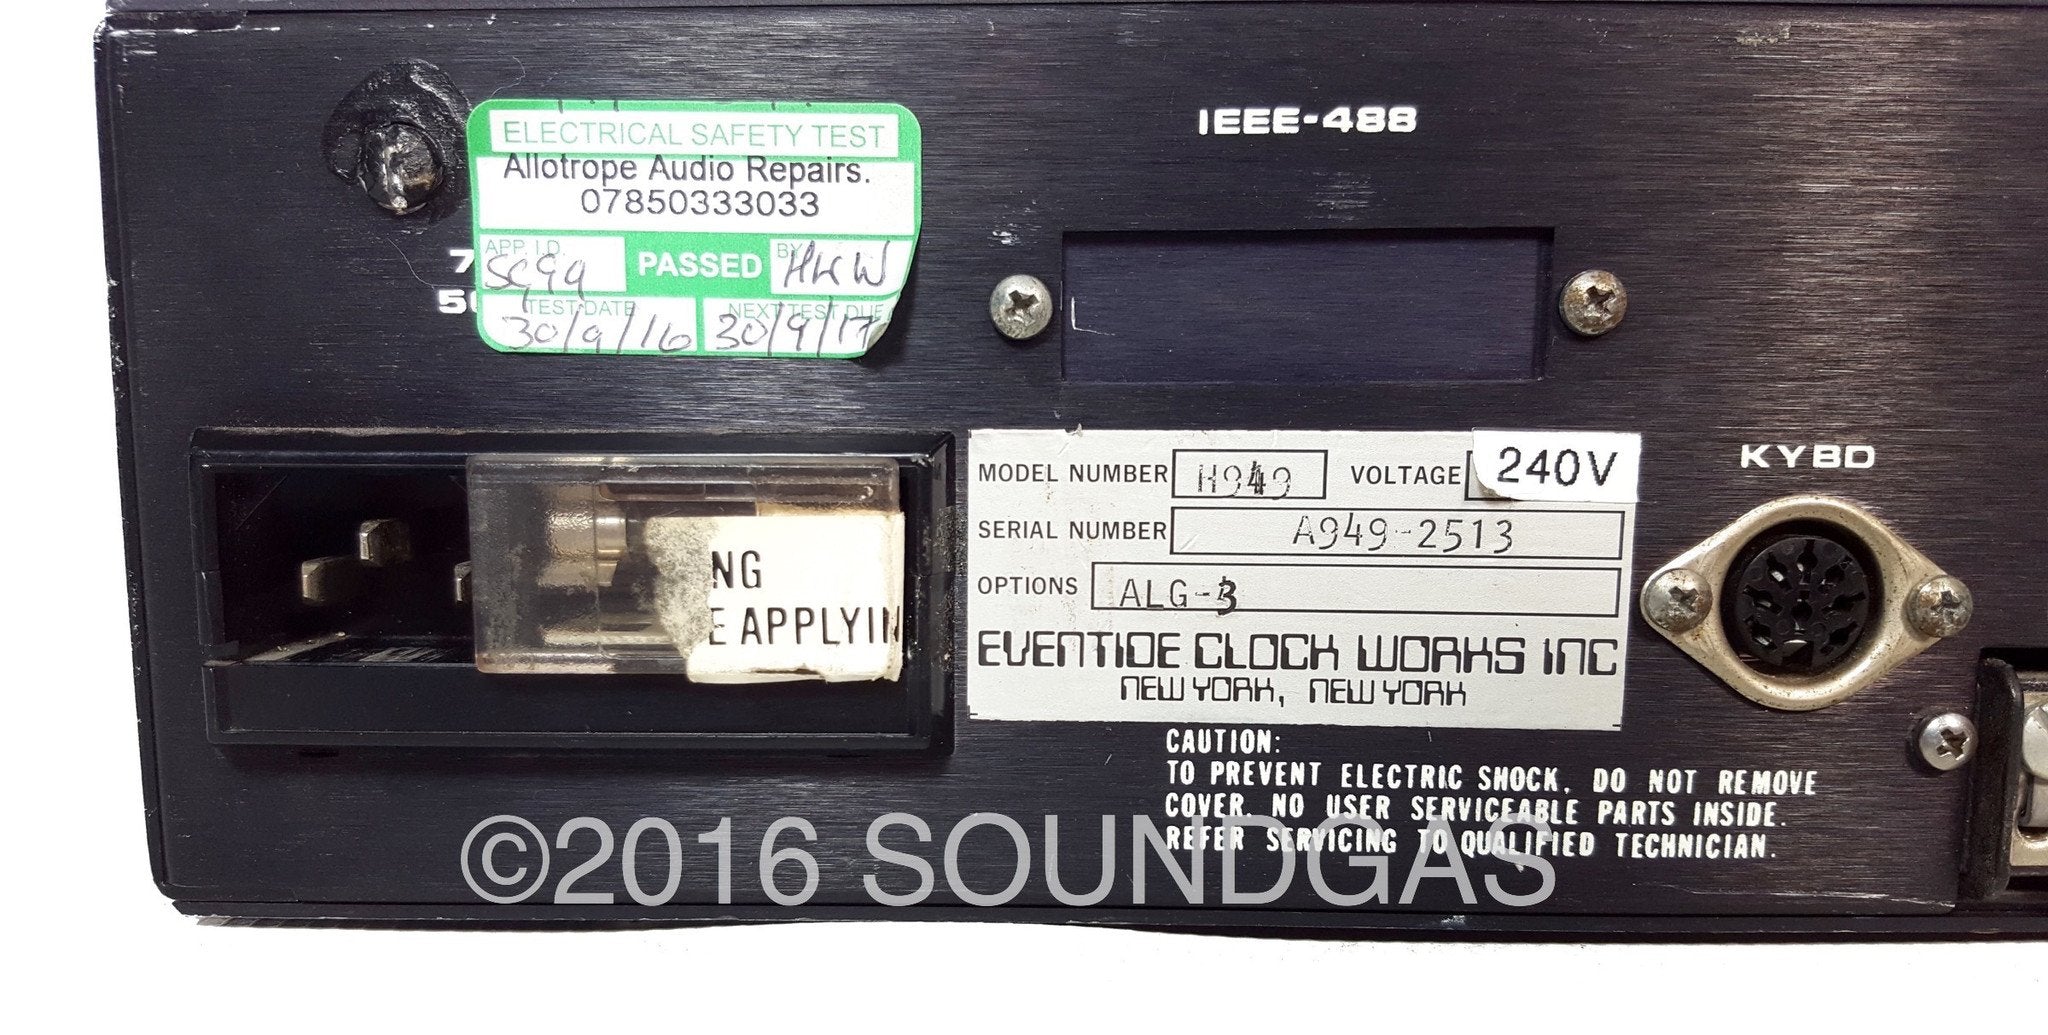 ELECTRICAL SAFETY TEST
Allotrope Audio Repairs.
07850333033
APP. I.D. SG99 PASSED BY HWW
TEST DATE NEXT TEST DUE
30/9/16 30/9/17
IEEE-488
MODEL NUMBER H949 VOLTAGE 240V
SERIAL NUMBER A949-2513
OPTIONS ALG-3
EVENTIDE CLOCK WORKS INC
NEW YORK, NEW YORK
KYBD
NG
E APPLYIN
CAUTION:
TO PREVENT ELECTRIC SHOCK, DO NOT REMOVE
COVER. NO USER SERVICEABLE PARTS INSIDE.
REFER SERVICING TO QUALIFIED TECHNICIAN.
©2016 SOUNDGAS